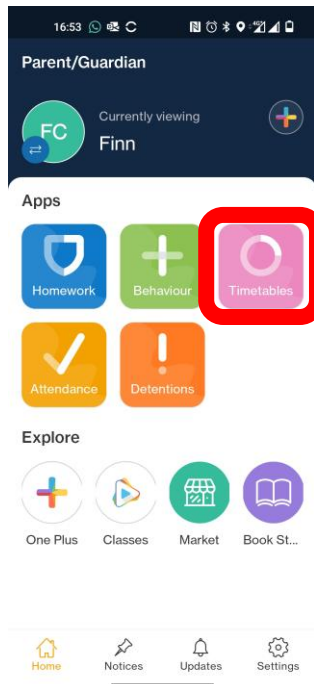 16:53
Parent/Guardian
FC
Currently viewing
Finn
Apps
Homework
Behaviour
Timetables
Attendance
Detentions
Explore
One Plus
Classes
Market
Book St...
Home
Notices
Updates
Settings